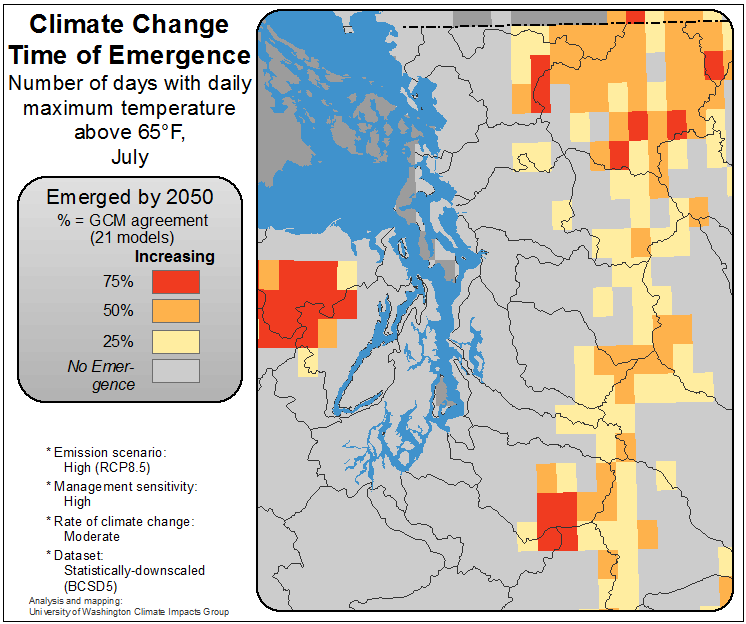 Climate Change
Time of Emergence
Number of days with daily
maximum temperature
above 65°F,
July
Emerged by 2050
% = GCM agreement
(21 models)
Increasing
75%
50%
25%
No Emer-
gence
* Emission scenario:
High (RCP8.5)
* Management sensitivity:
High
* Rate of climate change:
Moderate
* Dataset:
Statistically-downscaled
(BCSD5)
Analysis and mapping:
University of Washington Climate Impacts Group